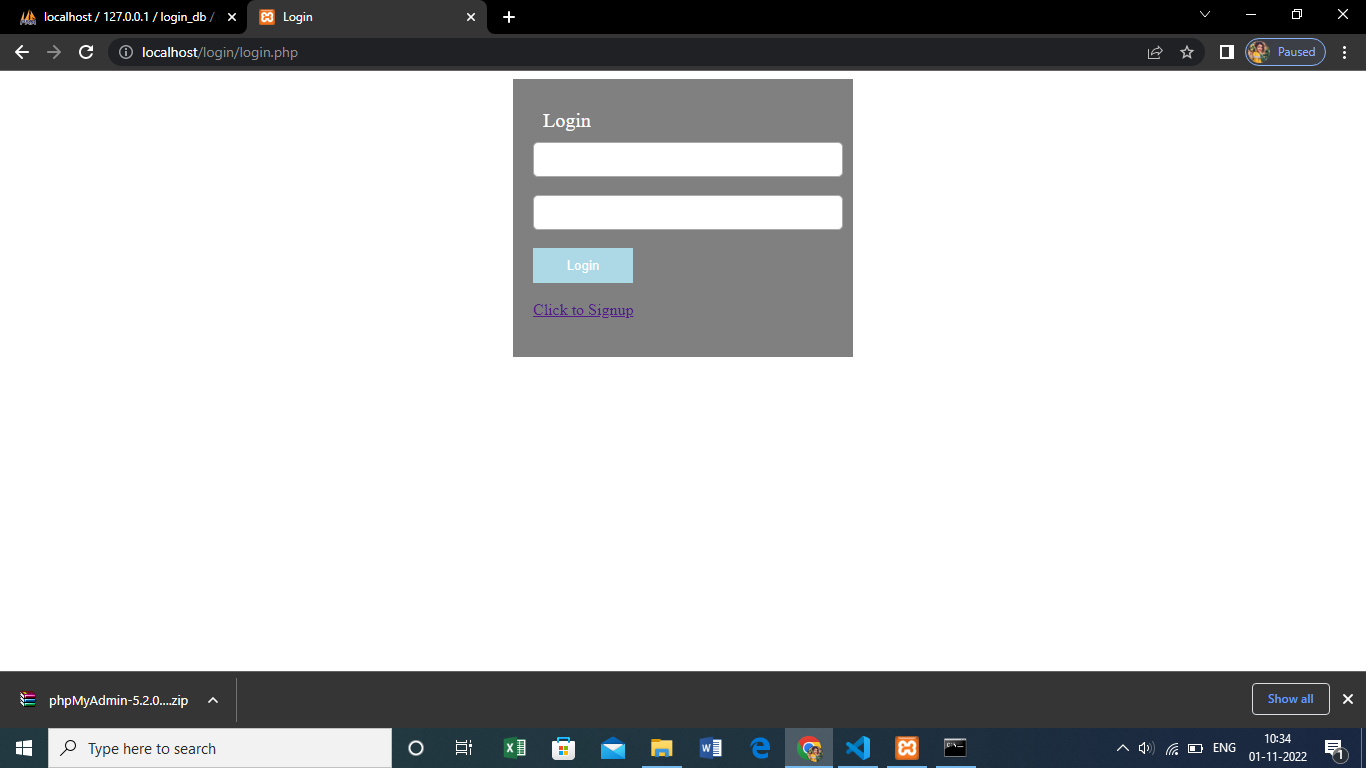 localhost / 127.0.0.1 / login_db /
Login
localhost/login/login.php
Paused
Login
Login
Click to Signup
phpMyAdmin-5.2.0....zip
Show all
Type here to search
ENG
10:34
01-11-2022
1